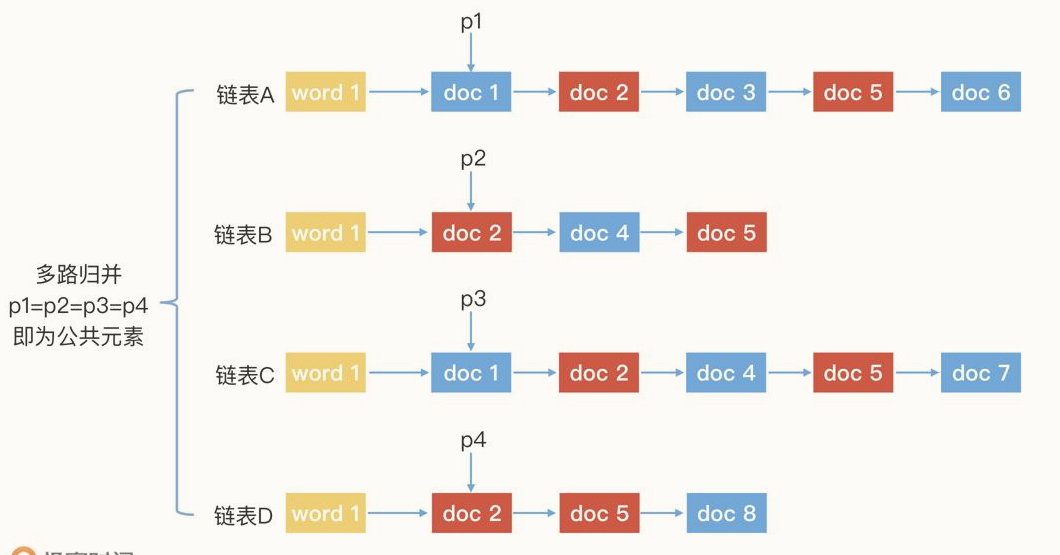 p1
链表A word 1 doc 1 doc 2 doc 3 doc 5 doc 6
p2
链表B word 1 doc 2 doc 4 doc 5
多路归并
p1=p2=p3=p4
即为公共元素
p3
链表C word 1 doc 1 doc 2 doc 4 doc 5 doc 7
p4
链表D word 1 doc 2 doc 5 doc 8